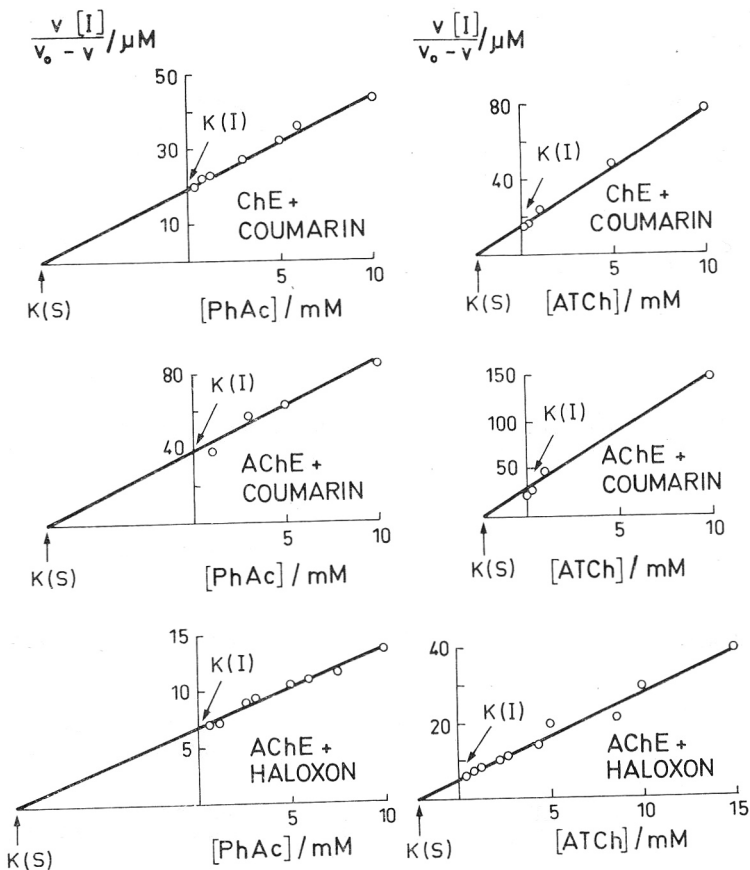 v [I] / v₀ – v / μM
50
30
10
K(I)
ChE +
COUMARIN
5
10
K(S)
[PhAc] / mM
v [I] / v₀ – v / μM
80
40
K(I)
ChE +
COUMARIN
5
10
K(S)
[ATCh] / mM
80
40
K(I)
AChE +
COUMARIN
5
10
K(S)
[PhAc] / mM
150
100
50
K(I)
AChE +
COUMARIN
5
10
K(S)
[ATCh] / mM
15
10
5
K(I)
AChE +
HALOXON
5
10
K(S)
[PhAc] / mM
40
20
K(I)
AChE +
HALOXON
5
10
15
K(S)
[ATCh] / mM